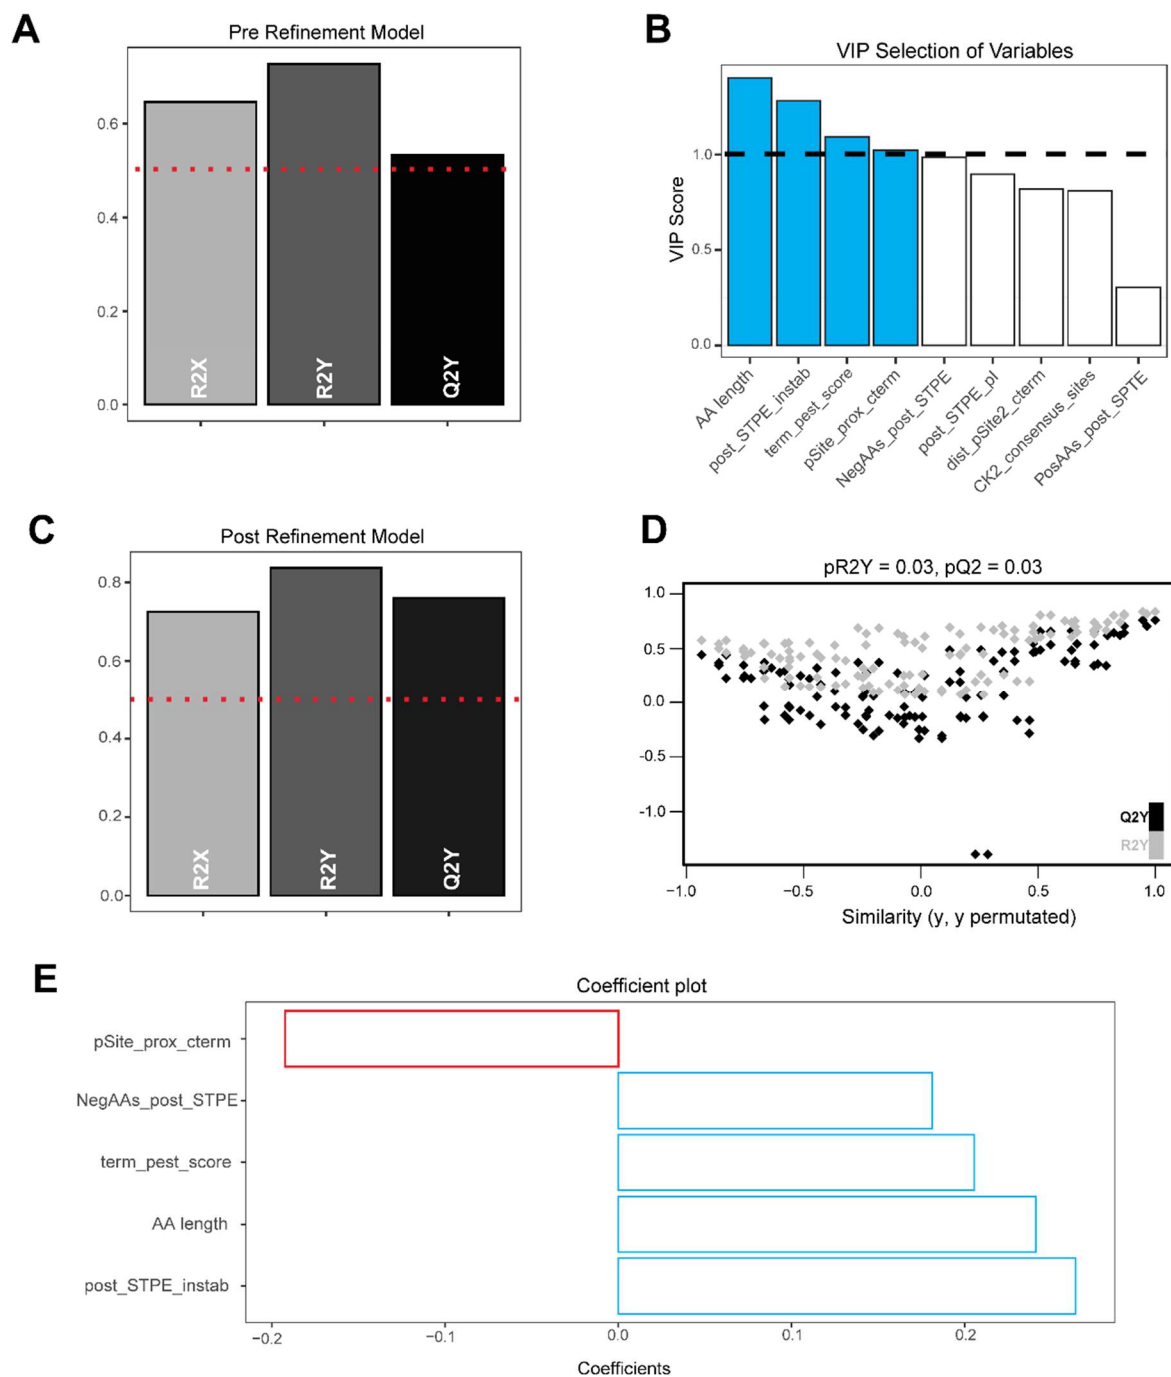 A
Pre Refinement Model
0.6
0.4
0.2
0.0
R2X
R2Y
Q2Y
B
VIP Selection of Variables
VIP Score
1.0
0.5
0.0
AA length
post_STPE_instab
term_pest_score
pSite_prox_cterm
NegAAs_post_STPE
post_STPE_pI
dist_pSite2_cterm
CK2_consensus_sites
PosAAs_post_SPTE
C
Post Refinement Model
0.8
0.6
0.4
0.2
0.0
R2X
R2Y
Q2Y
D
pR2Y = 0.03, pQ2 = 0.03
1.0
0.5
0.0
-0.5
-1.0
Q2Y
R2Y
-1.0 -0.5 0.0 0.5 1.0
Similarity (y, y permutated)
E
Coefficient plot
pSite_prox_cterm
NegAAs_post_STPE
term_pest_score
AA length
post_STPE_instab
−0.2 −0.1 0.0 0.1 0.2
Coefficients